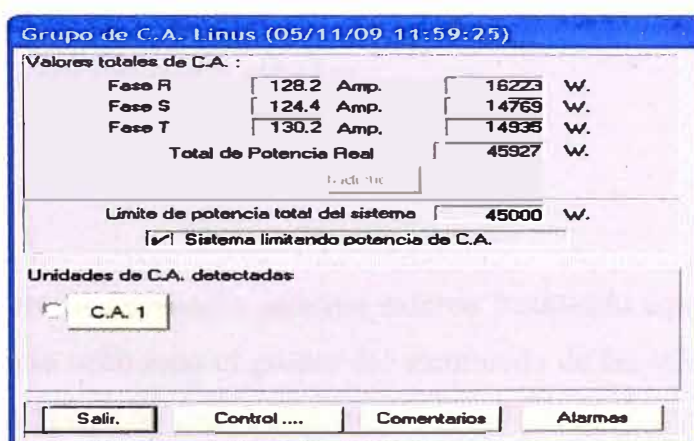 Grupo de C.A. Linus (05/11/09 11:59:25)
Valores totales de C.A. :
Fase R 128.2 Amp. 16223 W.
Fase S 124.4 Amp. 14769 W.
Fase T 130.2 Amp. 14935 W.
Total de Potencia Real 45927 W.
Limite de potencia total del sistema 45000 W.
Sistema limitando potencia de C.A.
Unidades de C.A. detectadas
C.A. 1
Salir. Control .... Comentarios Alarmas